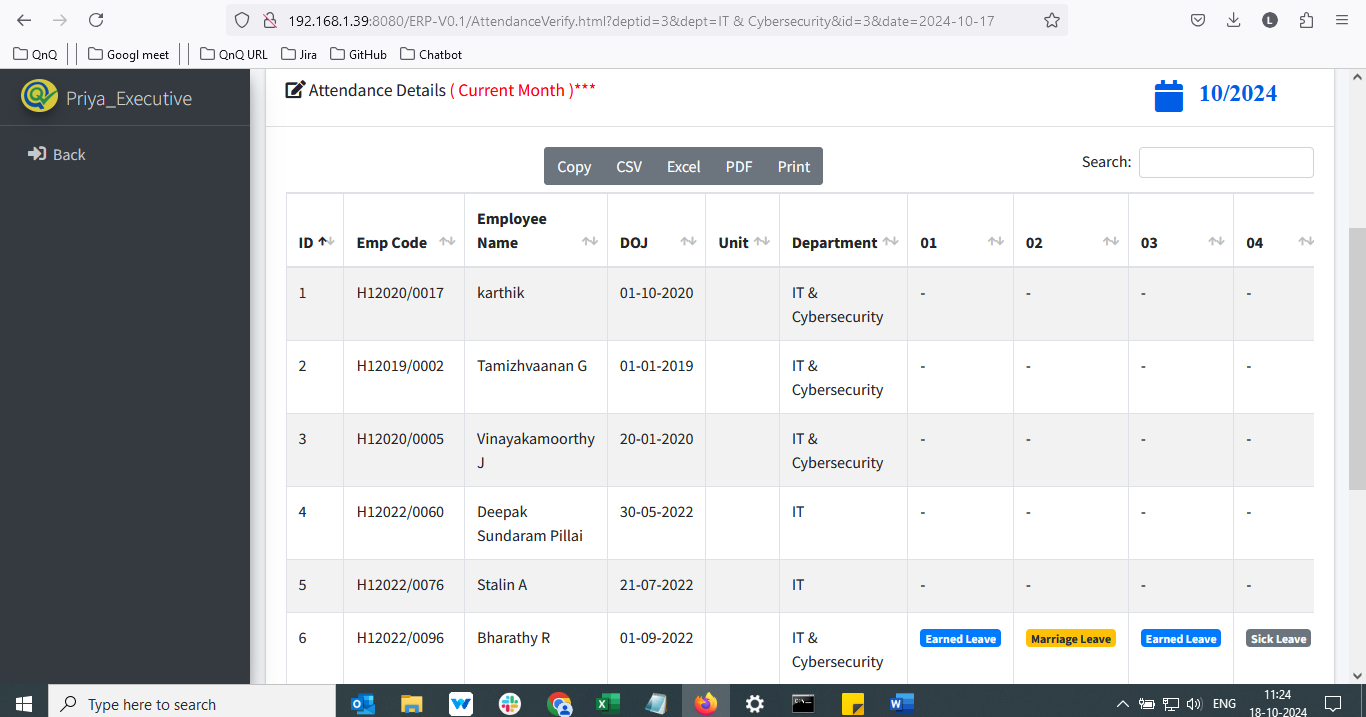 192.168.1.39:8080/ERP-V0.1/AttendanceVerify.html?deptid=3&dept=IT & Cybersecurity&id=3&date=2024-10-17
L
QnQ
Googl meet
QnQ URL
Jira
GitHub
Chatbot
Priya_Executive
Back
Attendance Details ( Current Month )***
10/2024
Copy CSV Excel PDF Print
Search:
ID Emp Code Employee Name DOJ Unit Department 01 02 03 04
1 H12020/0017 karthik 01-10-2020 IT & Cybersecurity - - - -
2 H12019/0002 Tamizhvaanan G 01-01-2019 IT & Cybersecurity - - - -
3 H12020/0005 Vinayakamoorthy J 20-01-2020 IT & Cybersecurity - - - -
4 H12022/0060 Deepak Sundaram Pillai 30-05-2022 IT - - - -
5 H12022/0076 Stalin A 21-07-2022 IT - - - -
6 H12022/0096 Bharathy R 01-09-2022 IT & Cybersecurity Earned Leave Marriage Leave Earned Leave Sick Leave
Type here to search
ENG
11:24
18-10-2024